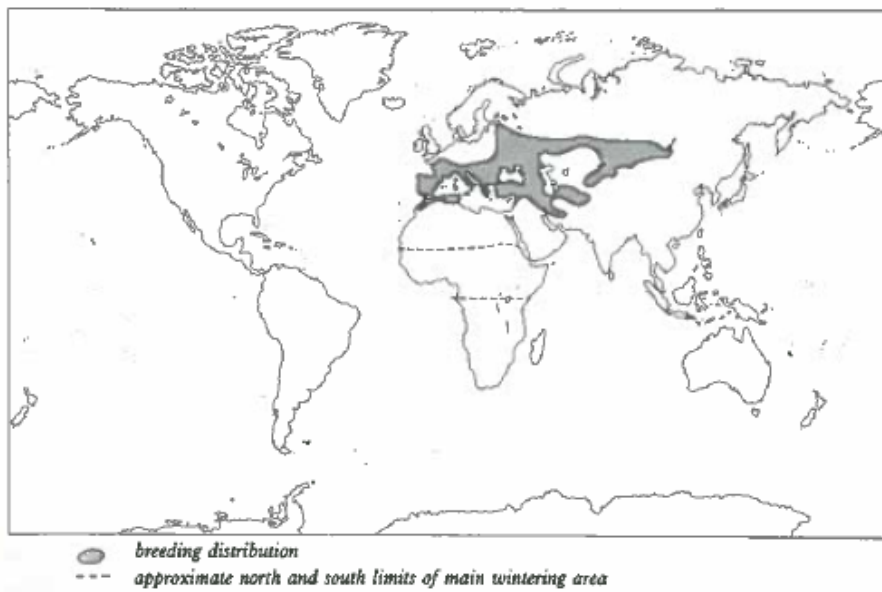 breeding distribution
approximate north and south limits of main wintering area